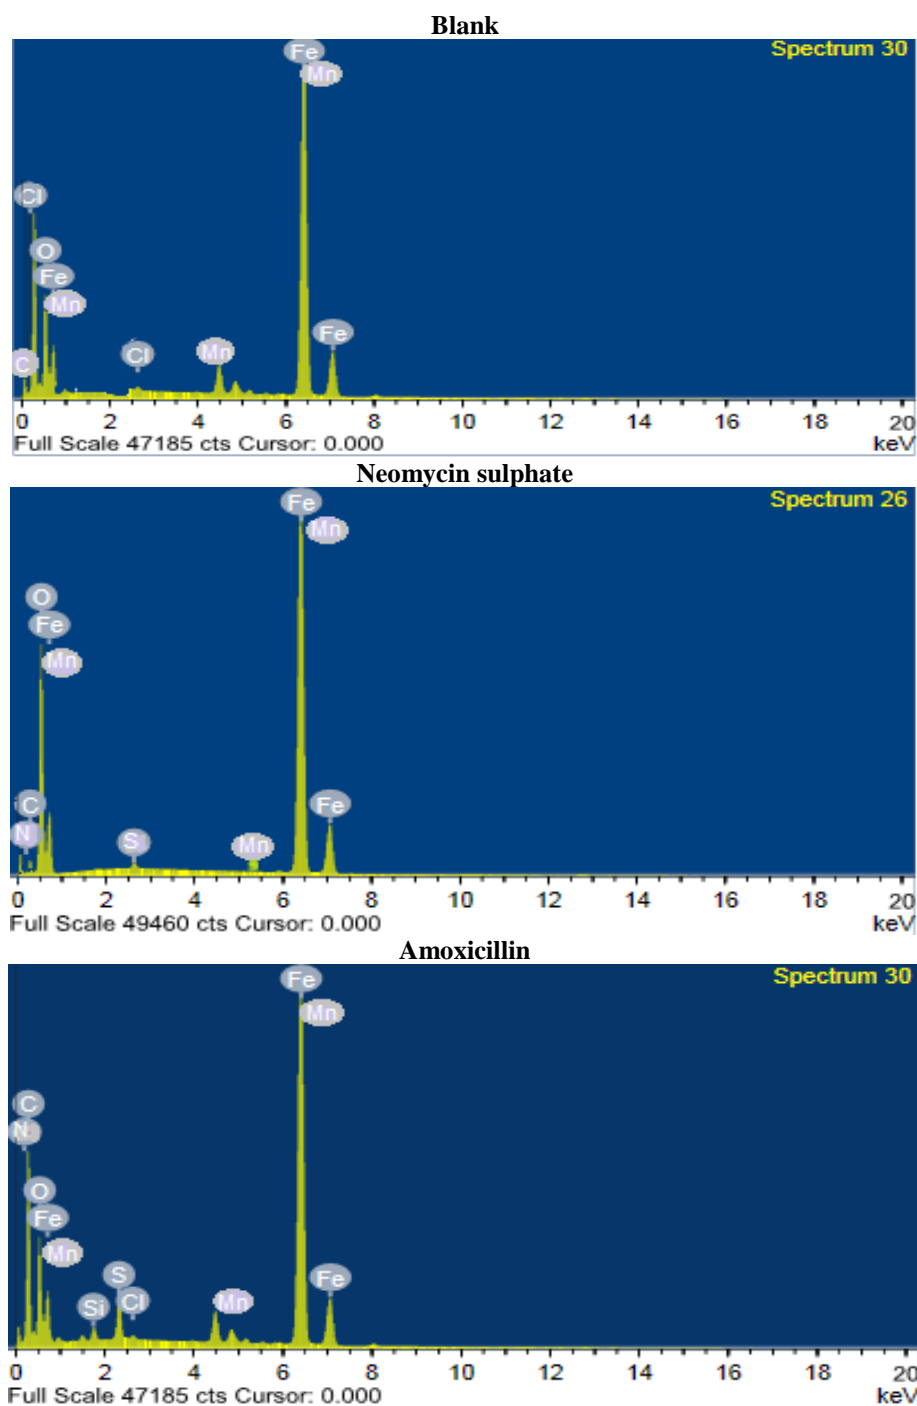 Blank
Spectrum 30
Fe
Mn
Cl
O
Fe
Mn
C
Cl
Mn
Fe
0 2 4 6 8 10 12 14 16 18 20
Full Scale 47185 cts Cursor: 0.000 keV
Neomycin sulphate
Spectrum 26
Fe
Mn
O
Fe
Mn
C
N
S
Mn
Fe
0 2 4 6 8 10 12 14 16 18 20
Full Scale 49460 cts Cursor: 0.000 keV
Amoxicillin
Spectrum 30
Fe
Mn
C
N
O
Fe
Mn
S
Si
Cl
Mn
Fe
0 2 4 6 8 10 12 14 16 18 20
Full Scale 47185 cts Cursor: 0.000 keV